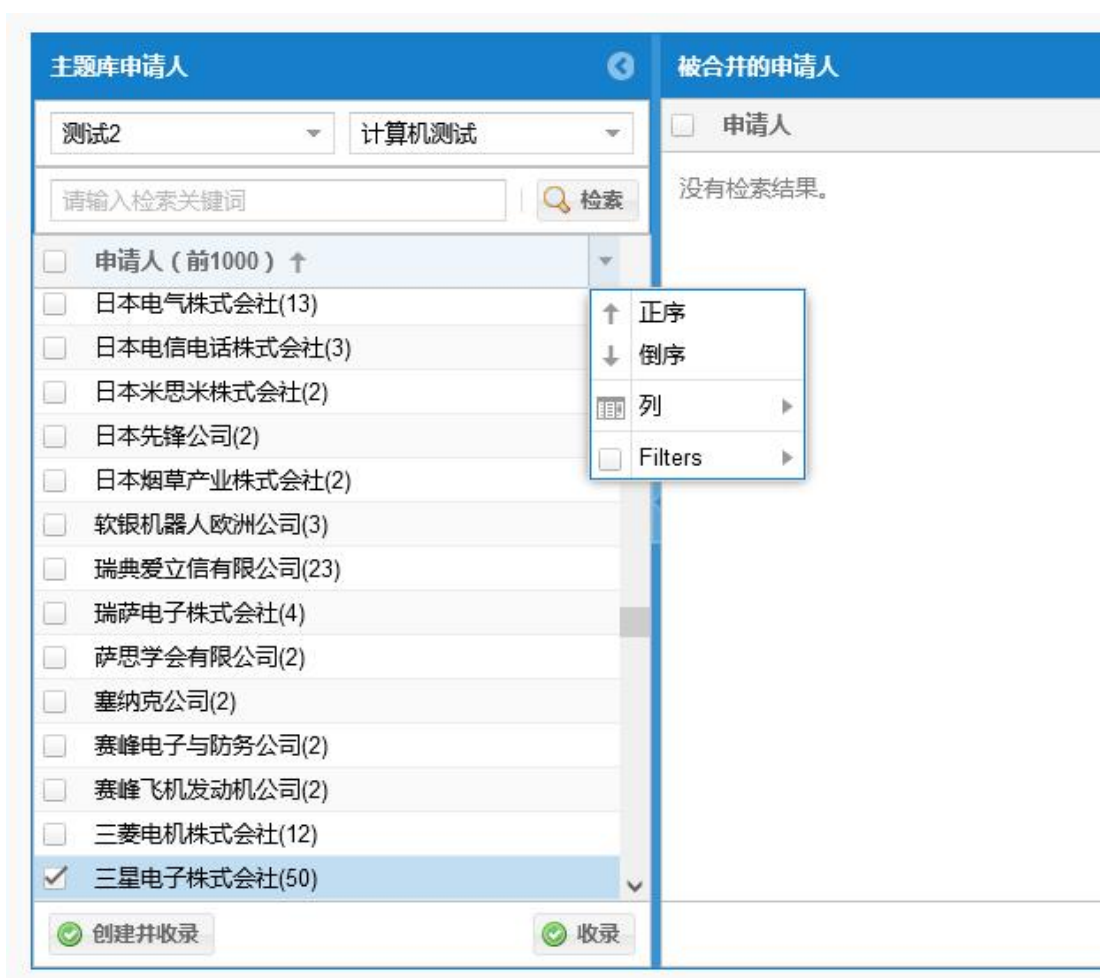 主题库申请人
被合并的申请人
测试2
计算机测试
申请人
请输入检索关键词
检索
没有检索结果。
申请人（前1000）
日本电气株式会社(13)
正序
日本电信电话株式会社(3)
倒序
日本米思米株式会社(2)
列
日本先锋公司(2)
Filters
日本烟草产业株式会社(2)
软银机器人欧洲公司(3)
瑞典爱立信有限公司(23)
瑞萨电子株式会社(4)
萨思学会有限公司(2)
塞纳克公司(2)
赛峰电子与防务公司(2)
赛峰飞机发动机公司(2)
三菱电机株式会社(12)
三星电子株式会社(50)
创建并收录
收录